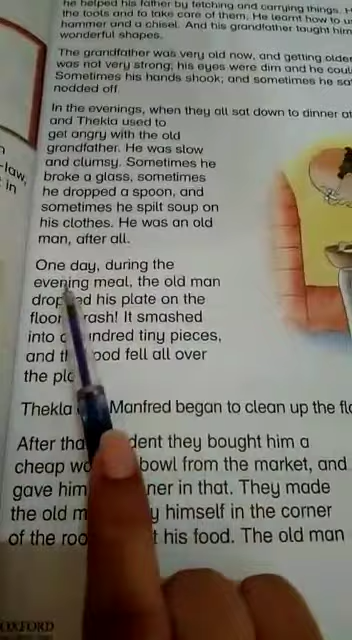 he helped his father by fetching and carrying things. H
the tools and to take care of them. He learnt how to u
hammer and a chisel. And his grandfather taught him
wonderful shapes.
The grandfather was very old now, and getting older
was not very strong; his eyes were dim and he coul
Sometimes his hands shook; and sometimes he sa
nodded off.
In the evenings, when they all sat down to dinner at
and Thekla used to
get angry with the old
grandfather. He was slow
and clumsy. Sometimes he
broke a glass, sometimes
he dropped a spoon, and
sometimes he spilt soup on
his clothes. He was an old
man, after all.
-law,
in
One day, during the
evening meal, the old man
dropped his plate on the
floor rash! It smashed
into undred tiny pieces,
and th ood fell all over
the pla
Thekla Manfred began to clean up the flo
After tha dent they bought him a
cheap wo bowl from the market, and
gave him ner in that. They made
the old m y himself in the corner
of the roo t his food. The old man
OXFORD